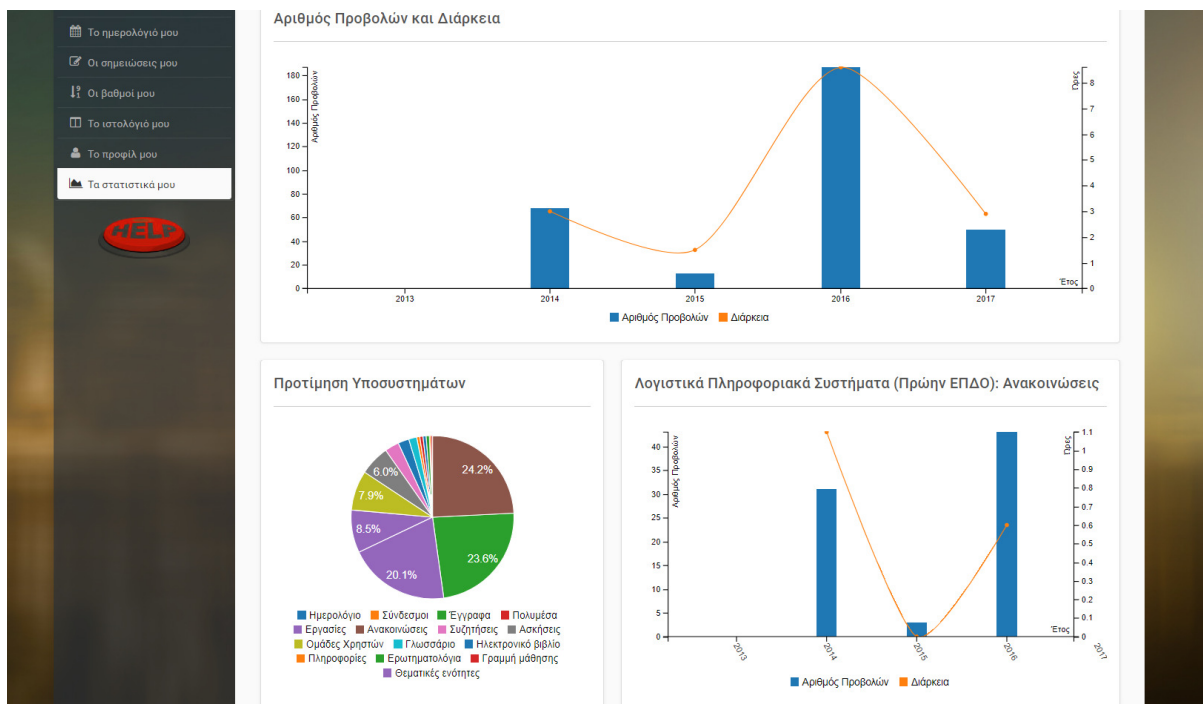 Το ημερολόγιό μου
Οι σημειώσεις μου
Οι βαθμοί μου
Το ιστολόγιό μου
Το προφίλ μου
Τα στατιστικά μου
HELP
Αριθμός Προβολών και Διάρκεια
Αριθμός Προβολών
Ώρες
180
160
140
120
100
80
60
40
20
0
8
7
6
5
4
3
2
1
0
Έτος
2013 2014 2015 2016 2017
Αριθμός Προβολών Διάρκεια
Προτίμηση Υποσυστημάτων
24.2%
23.6%
20.1%
8.5%
7.9%
6.0%
Ημερολόγιο Σύνδεσμοι Έγγραφα Πολυμέσα
Εργασίες Ανακοινώσεις Συζητήσεις Ασκήσεις
Ομάδες Χρηστών Γλωσσάριο Ηλεκτρονικό βιβλίο
Πληροφορίες Ερωτηματολόγια Γραμμή μάθησης
Θεματικές ενότητες
Λογιστικά Πληροφοριακά Συστήματα (Πρώην ΕΠΔΟ): Ανακοινώσεις
Αριθμός Προβολών
Ώρες
40
35
30
25
20
15
10
5
0
1.1
1
0.9
0.8
0.7
0.6
0.5
0.4
0.3
0.2
0.1
0
Έτος
2013 2014 2015 2016 2017
Αριθμός Προβολών Διάρκεια